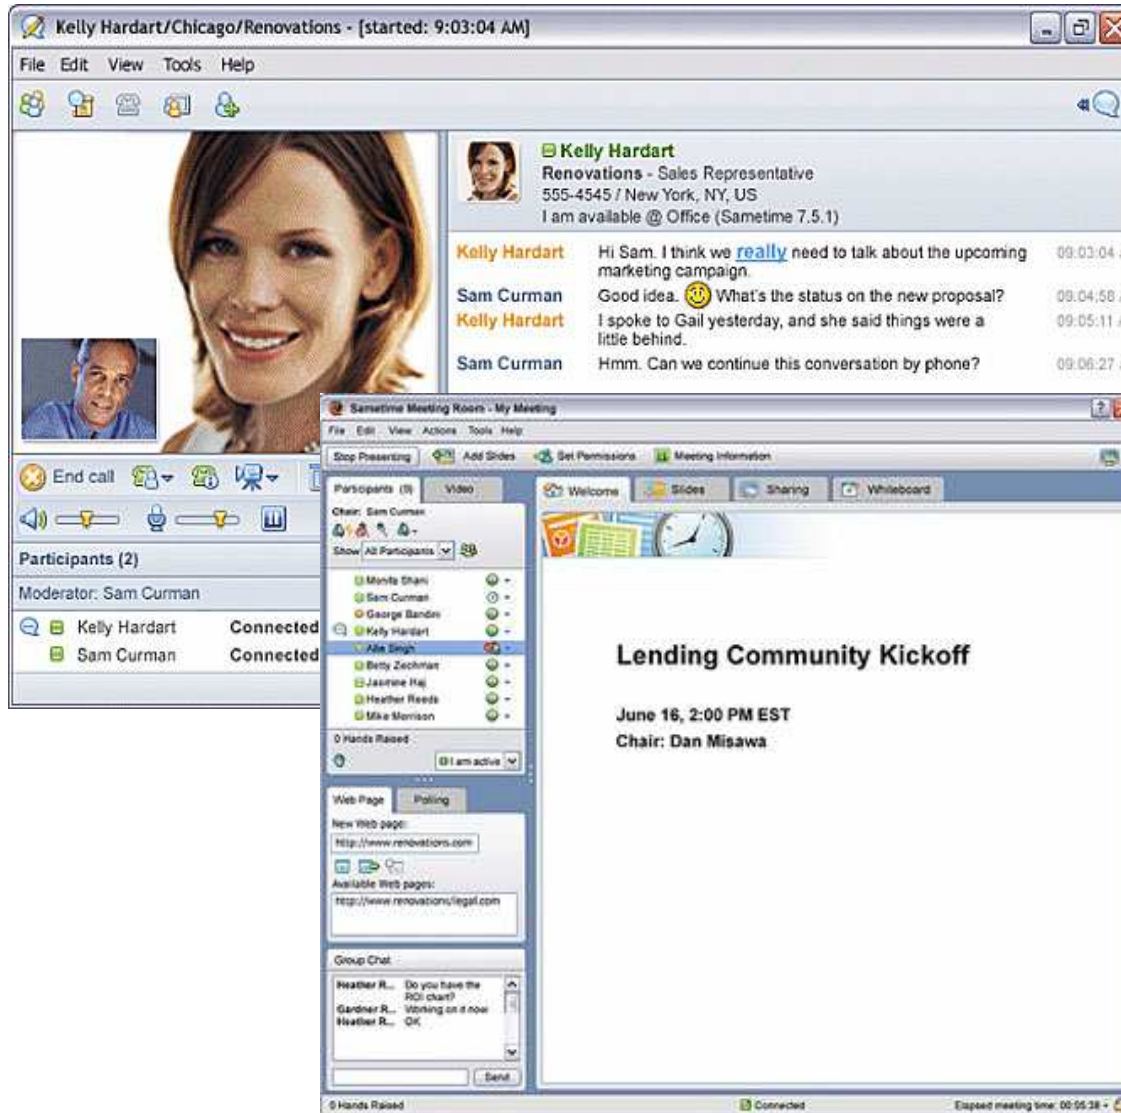 Kelly Hardart/Chicago/Renovations - [started: 9:03:04 AM]
File Edit View Tools Help
Kelly Hardart
Renovations - Sales Representative
555-4545 / New York, NY, US
I am available @ Office (Sametime 7.5.1)
Kelly Hardart Hi Sam. I think we really need to talk about the upcoming 09:03:04
marketing campaign.
Sam Curman Good idea. What's the status on the new proposal? 09:04:58
Kelly Hardart I spoke to Gail yesterday, and she said things were a 09:05:11
little behind.
Sam Curman Hmm. Can we continue this conversation by phone? 09:06:27
End call
Participants (2)
Moderator: Sam Curman
Kelly Hardart Connected
Sam Curman Connected
Sametime Meeting Room - My Meeting
File Edit View Actions Tools Help
Stop Presenting Add Slides Set Permissions Meeting Information
Participants (9) Video
Chair: Sam Curman
Show All Participants
Monita Shani
Sam Curman
George Bandini
Kelly Hardart
Allie Singh
Betty Zechman
Jasmine Haj
Heather Reeds
Mike Morrison
0 Hands Raised
I am active
Web Page Polling
New Web page:
http://www.renovations.com
Available Web pages:
http://www.renovations/legal.com
Group Chat
Heather R... Do you have the
ROI chart?
Gardner R... Working on it now
Heather R... OK
Send
Welcome Slides Sharing Whiteboard
Lending Community Kickoff
June 16, 2:00 PM EST
Chair: Dan Misawa
0 Hands Raised Connected Elapsed meeting time: 00:05:38